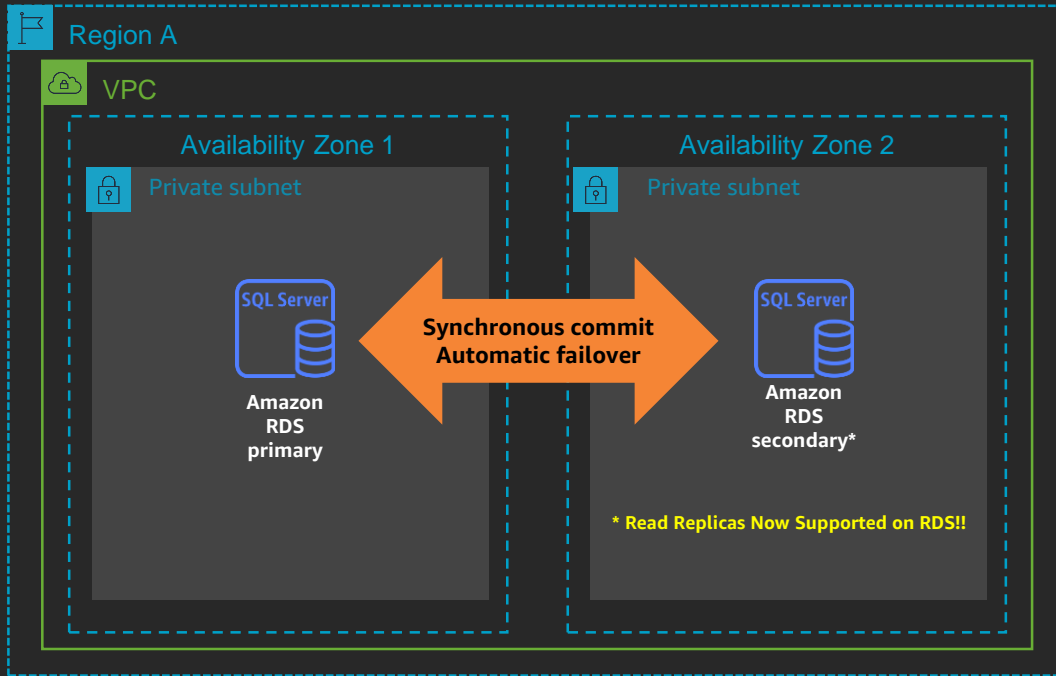 Region A
VPC
Availability Zone 1
Availability Zone 2
Private subnet
Private subnet
SQL Server
SQL Server
Synchronous commit
Automatic failover
Amazon
RDS
primary
Amazon
RDS
secondary*
* Read Replicas Now Supported on RDS!!